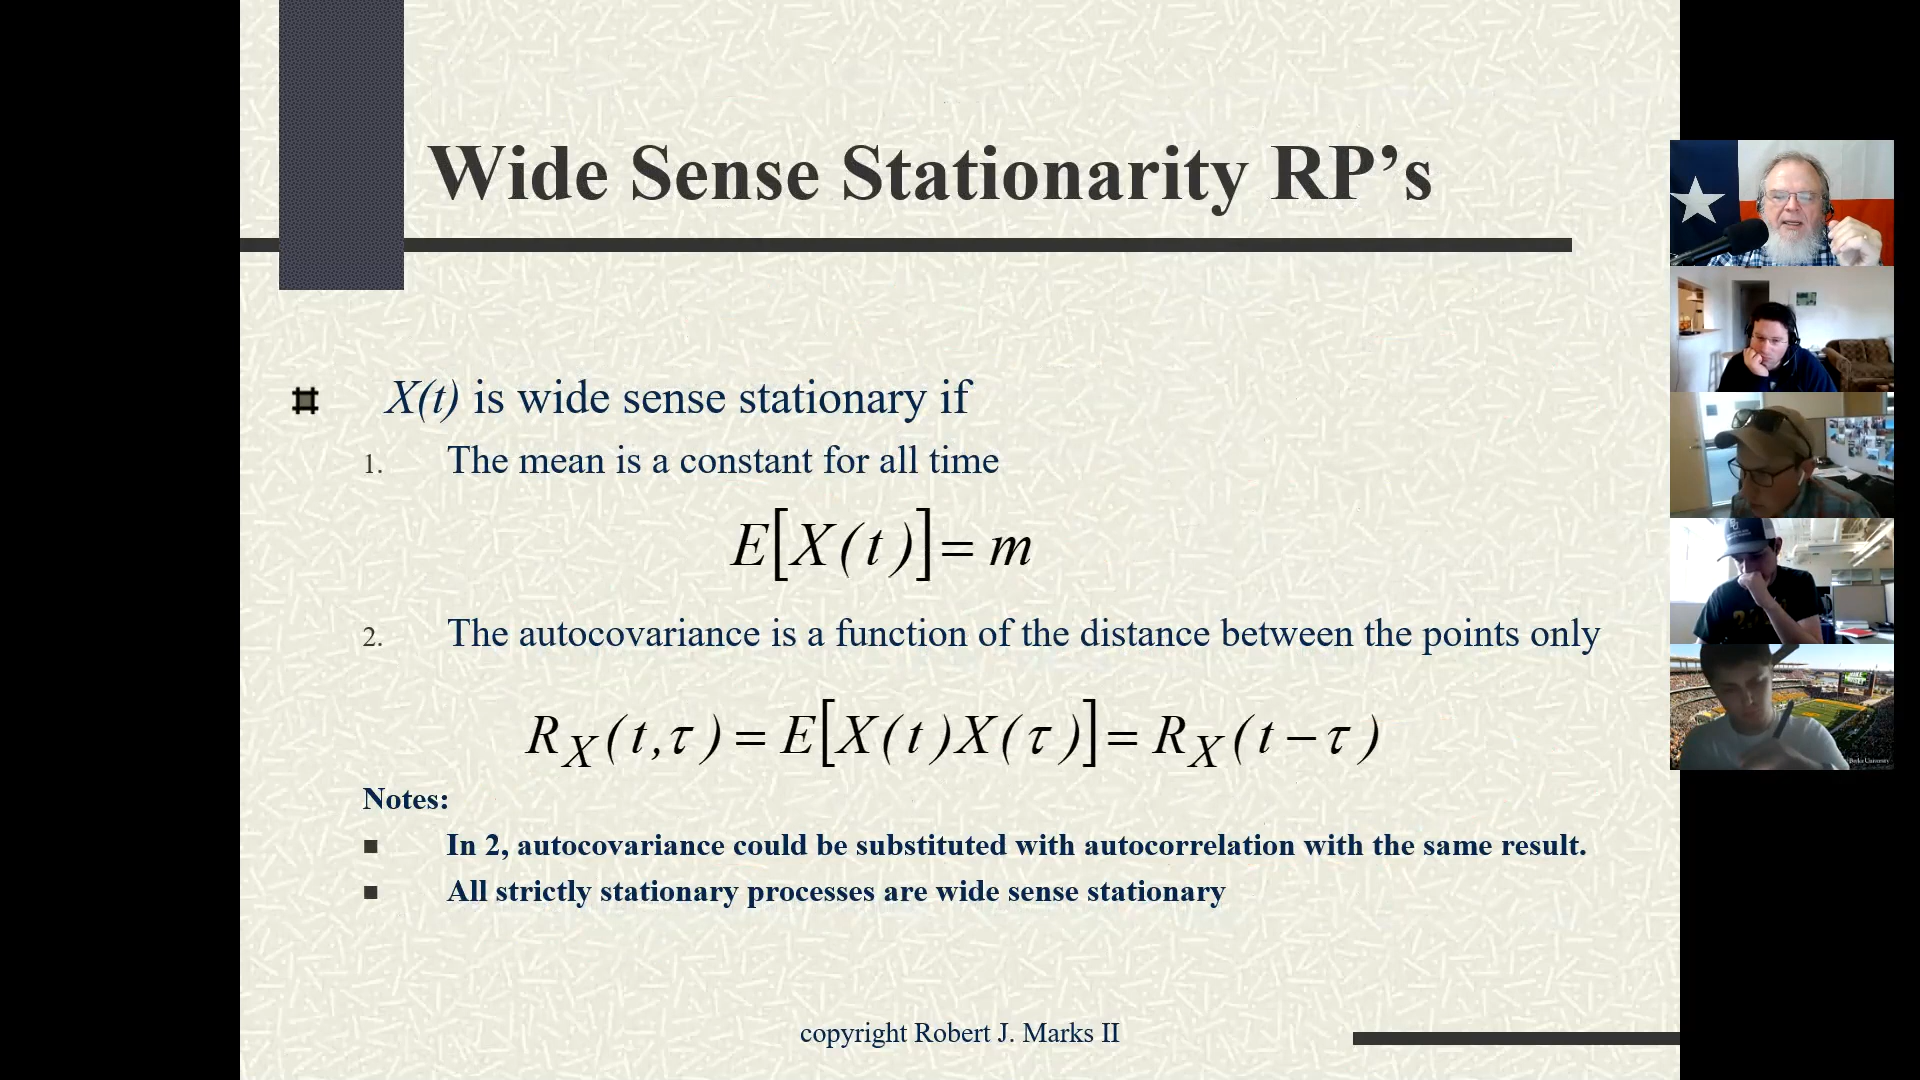 Wide Sense Stationarity RP’s
X(t) is wide sense stationary if
1. The mean is a constant for all time
E[X(t)]= m
2. The autocovariance is a function of the distance between the points only
R_X(t,τ)= E[X(t)X(τ)]= R_X(t−τ)
Notes:
■ In 2, autocovariance could be substituted with autocorrelation with the same result.
■ All strictly stationary processes are wide sense stationary
copyright Robert J. Marks II